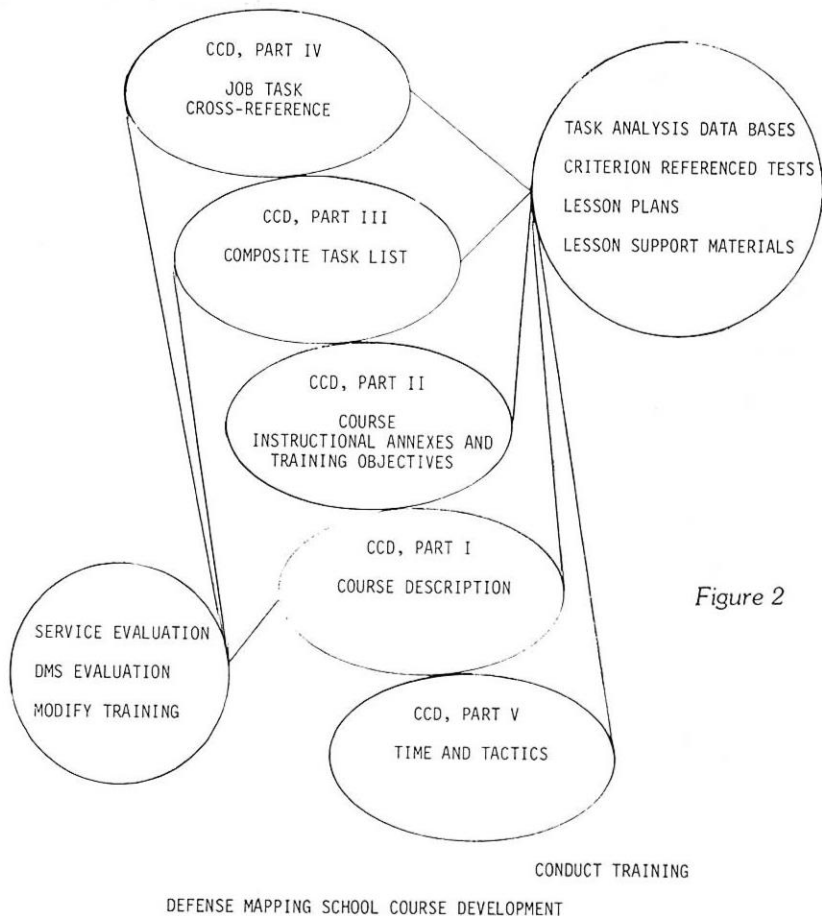 CCD, PART IV
JOB TASK
CROSS-REFERENCE
TASK ANALYSIS DATA BASES
CRITERION REFERENCED TESTS
LESSON PLANS
LESSON SUPPORT MATERIALS
CCD, PART III
COMPOSITE TASK LIST
CCD, PART II
COURSE
INSTRUCTIONAL ANNEXES AND
TRAINING OBJECTIVES
CCD, PART I
COURSE DESCRIPTION
Figure 2
SERVICE EVALUATION
DMS EVALUATION
MODIFY TRAINING
CCD, PART V
TIME AND TACTICS
CONDUCT TRAINING
DEFENSE MAPPING SCHOOL COURSE DEVELOPMENT